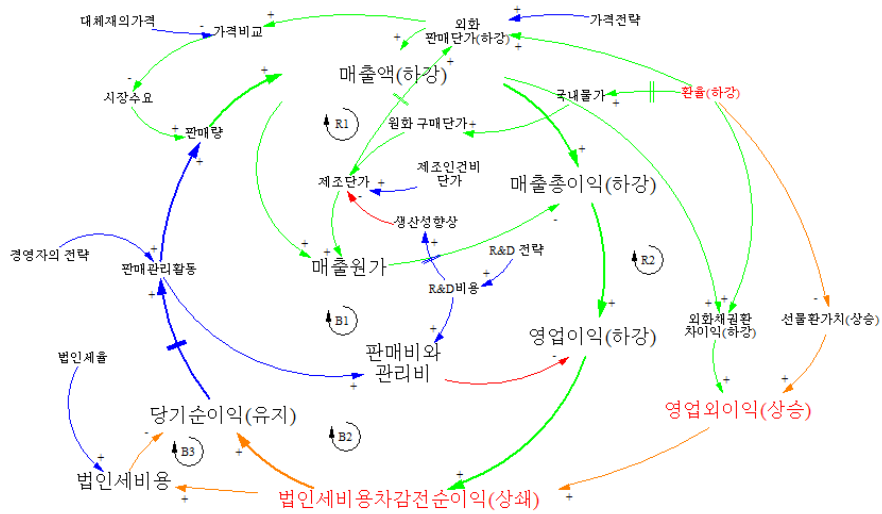 대체재의가격
외화
판매단가(하강)
가격전략
가격비교
매출액(하강)
국내물가
환율(하강)
시장수요
원화 구매단가
판매량
R1
제조인건비
단가
제조단가
매출총이익(하강)
생산성향상
경영자의 전략
R&D 전략
R2
판매관리활동
매출원가
R&D비용
B1
외화채권환
차이익(하강)
선물환가치(상승)
영업이익(하강)
법인세율
판매비와
관리비
당기순이익(유지)
영업외이익(상승)
B3
B2
법인세비용
법인세비용차감전순이익(상쇄)